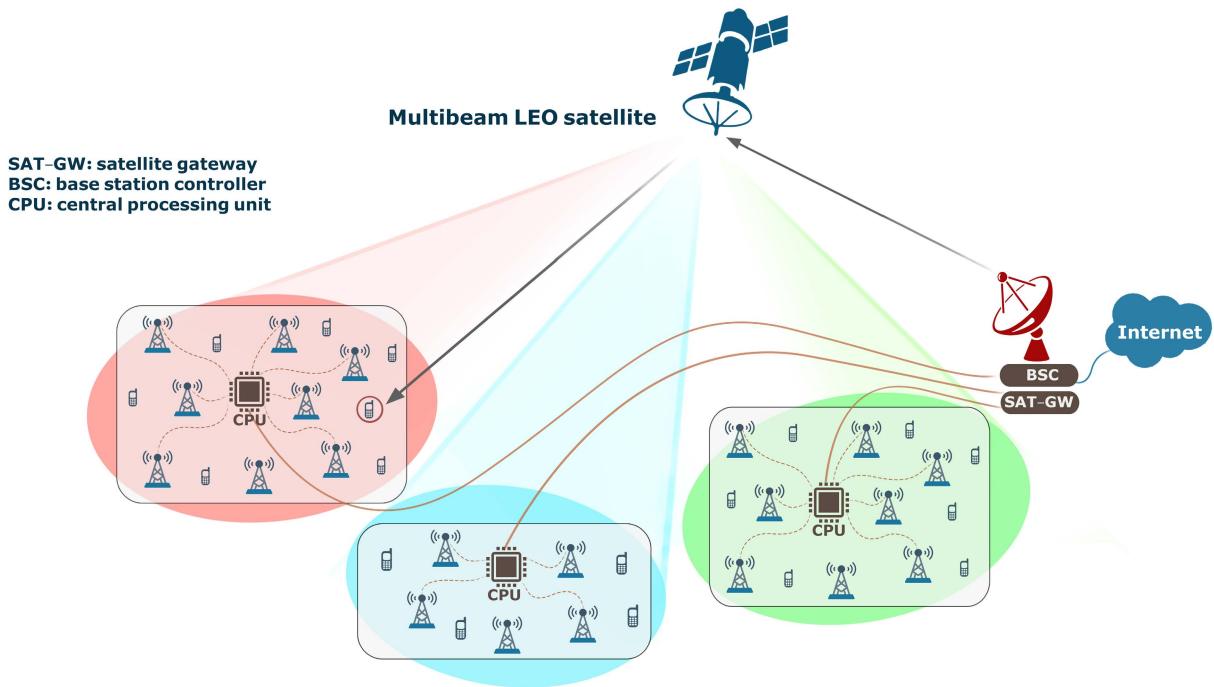 Multibeam LEO satellite
SAT–GW: satellite gateway
BSC: base station controller
CPU: central processing unit
Internet
BSC
SAT–GW
CPU
CPU
CPU